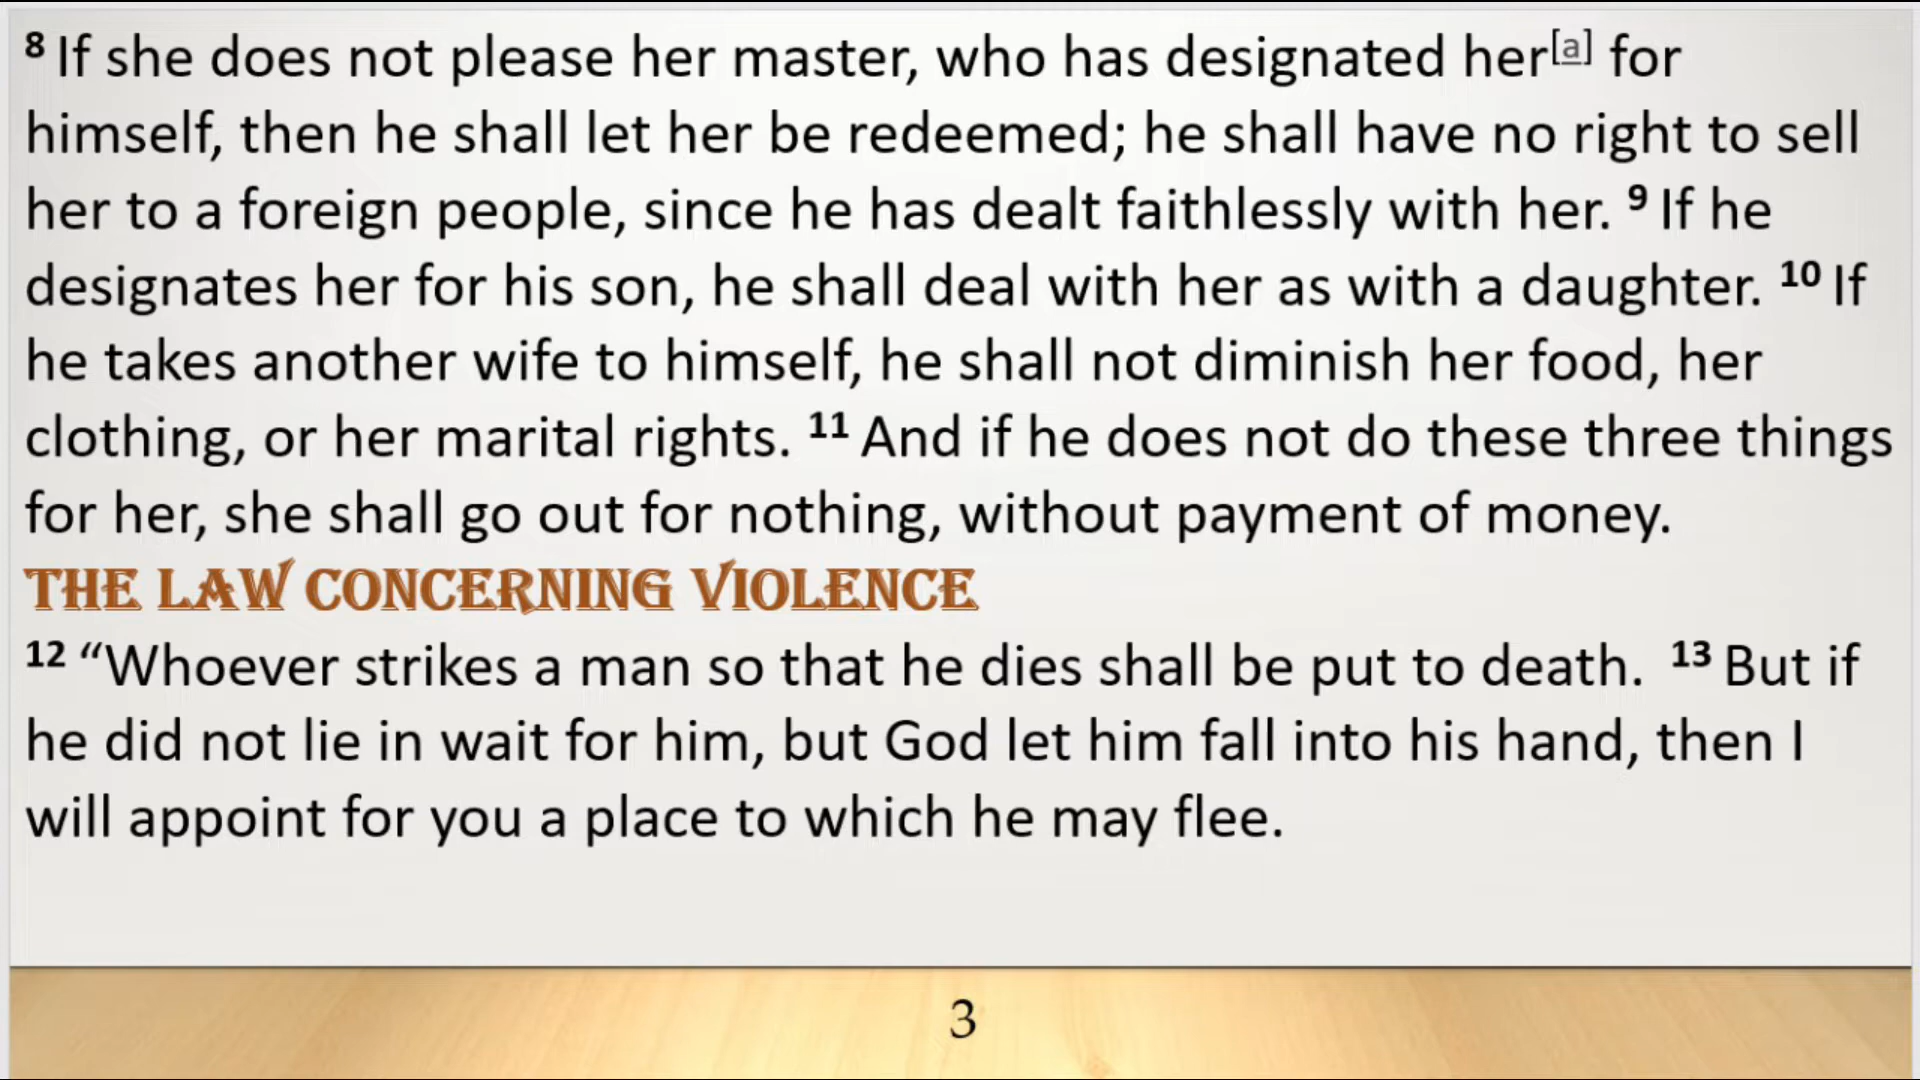 8 If she does not please her master, who has designated her[a] for
himself, then he shall let her be redeemed; he shall have no right to sell
her to a foreign people, since he has dealt faithlessly with her. 9 If he
designates her for his son, he shall deal with her as with a daughter. 10 If
he takes another wife to himself, he shall not diminish her food, her
clothing, or her marital rights. 11 And if he does not do these three things
for her, she shall go out for nothing, without payment of money.
THE LAW CONCERNING VIOLENCE
12 “Whoever strikes a man so that he dies shall be put to death. 13 But if
he did not lie in wait for him, but God let him fall into his hand, then I
will appoint for you a place to which he may flee.
3